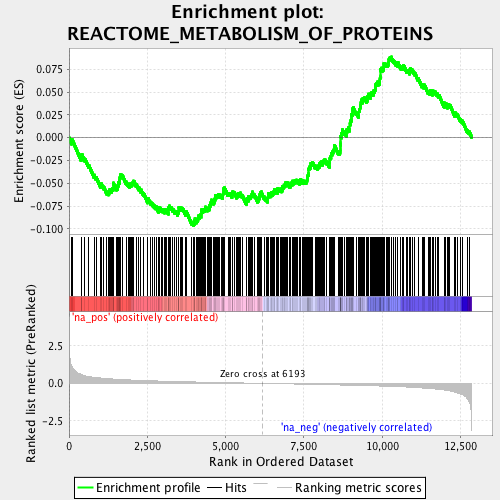 Enrichment plot:
REACTOME_METABOLISM_OF_PROTEINS
Enrichment score (ES)
0.075
0.050
0.025
0.000
-0.025
-0.050
-0.075
-0.100
'na_pos' (positively correlated)
Ranked list metric (PreRanked)
2.5
0.0
-2.5
Zero cross at 6193
'na_neg' (negatively correlated)
0 2,500 5,000 7,500 10,000 12,500
Rank in Ordered Dataset
Enrichment profile Hits Ranking metric scores